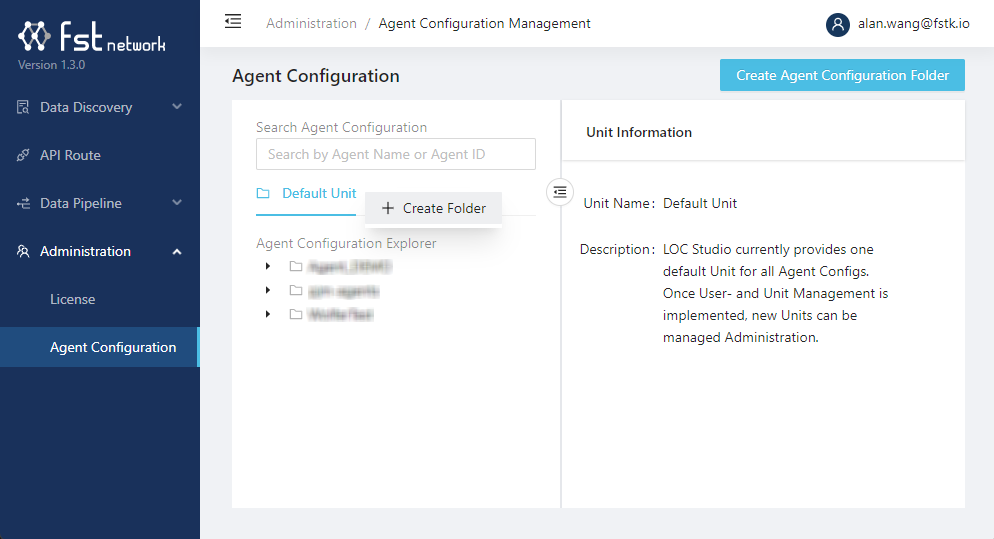 fst network
Version 1.3.0
Data Discovery
API Route
Data Pipeline
Administration
License
Agent Configuration
Administration / Agent Configuration Management
alan.wang@fstk.io
Agent Configuration
Create Agent Configuration Folder
Search Agent Configuration
Search by Agent Name or Agent ID
Default Unit
+ Create Folder
Agent Configuration Explorer
Unit Information
Unit Name: Default Unit
Description: LOC Studio currently provides one
default Unit for all Agent Configs.
Once User- and Unit Management is
implemented, new Units can be
managed Administration.